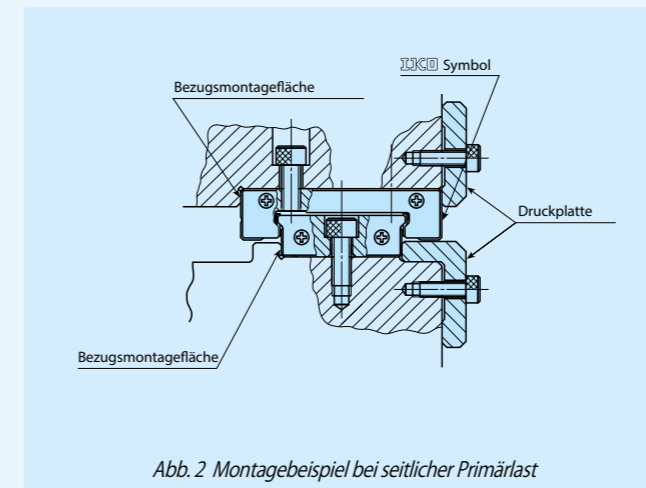 IKO Symbol
Bezugsmontagefläche
Druckplatte
Bezugsmontagefläche
Abb. 2 Montagebeispiel bei seitlicher Primärlast